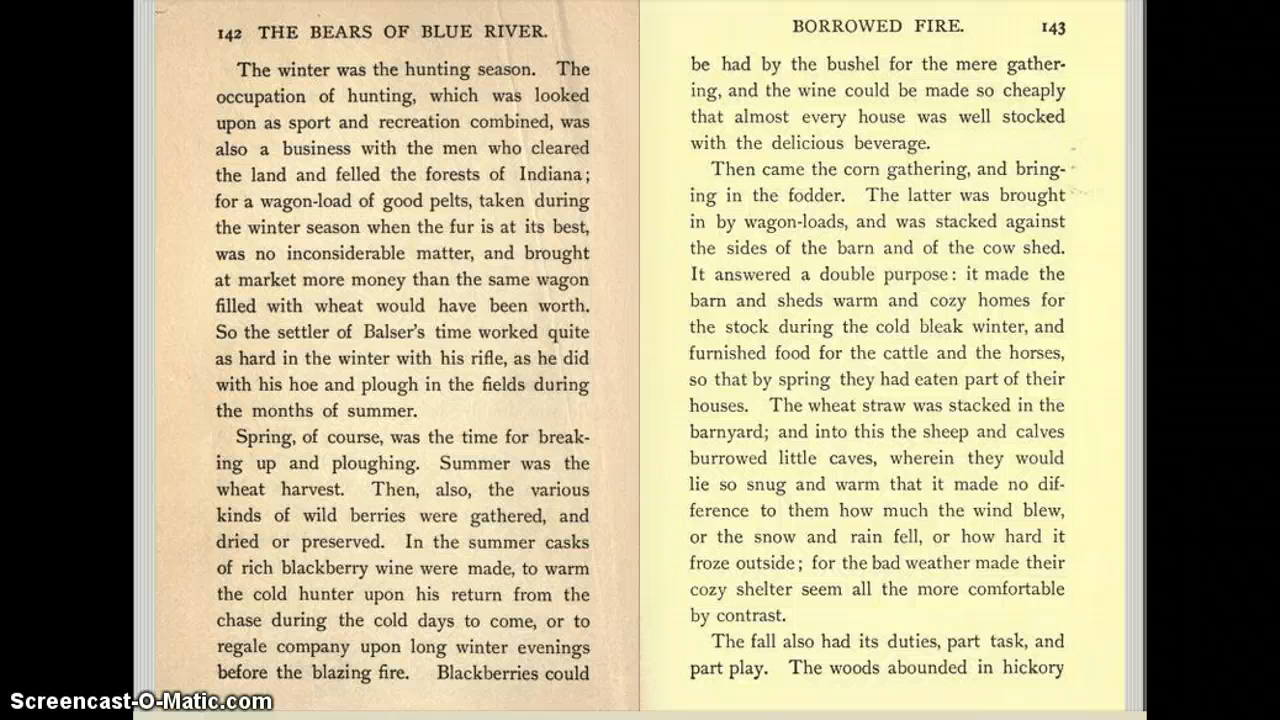 142 THE BEARS OF BLUE RIVER.
The winter was the hunting season. The
occupation of hunting, which was looked
upon as sport and recreation combined, was
also a business with the men who cleared
the land and felled the forests of Indiana;
for a wagon-load of good pelts, taken during
the winter season when the fur is at its best,
was no inconsiderable matter, and brought
at market more money than the same wagon
filled with wheat would have been worth.
So the settler of Balser's time worked quite
as hard in the winter with his rifle, as he did
with his hoe and plough in the fields during
the months of summer.
Spring, of course, was the time for break-
ing up and ploughing. Summer was the
wheat harvest. Then, also, the various
kinds of wild berries were gathered, and
dried or preserved. In the summer casks
of rich blackberry wine were made, to warm
the cold hunter upon his return from the
chase during the cold days to come, or to
regale company upon long winter evenings
before the blazing fire. Blackberries could
BORROWED FIRE. 143
be had by the bushel for the mere gather-
ing, and the wine could be made so cheaply
that almost every house was well stocked
with the delicious beverage.
Then came the corn gathering, and bring-
ing in the fodder. The latter was brought
in by wagon-loads, and was stacked against
the sides of the barn and of the cow shed.
It answered a double purpose: it made the
barn and sheds warm and cozy homes for
the stock during the cold bleak winter, and
furnished food for the cattle and the horses,
so that by spring they had eaten part of their
houses. The wheat straw was stacked in the
barnyard; and into this the sheep and calves
burrowed little caves, wherein they would
lie so snug and warm that it made no dif-
ference to them how much the wind blew,
or the snow and rain fell, or how hard it
froze outside; for the bad weather made their
cozy shelter seem all the more comfortable
by contrast.
The fall also had its duties, part task, and
part play. The woods abounded in hickory
Screencast-O-Matic.com